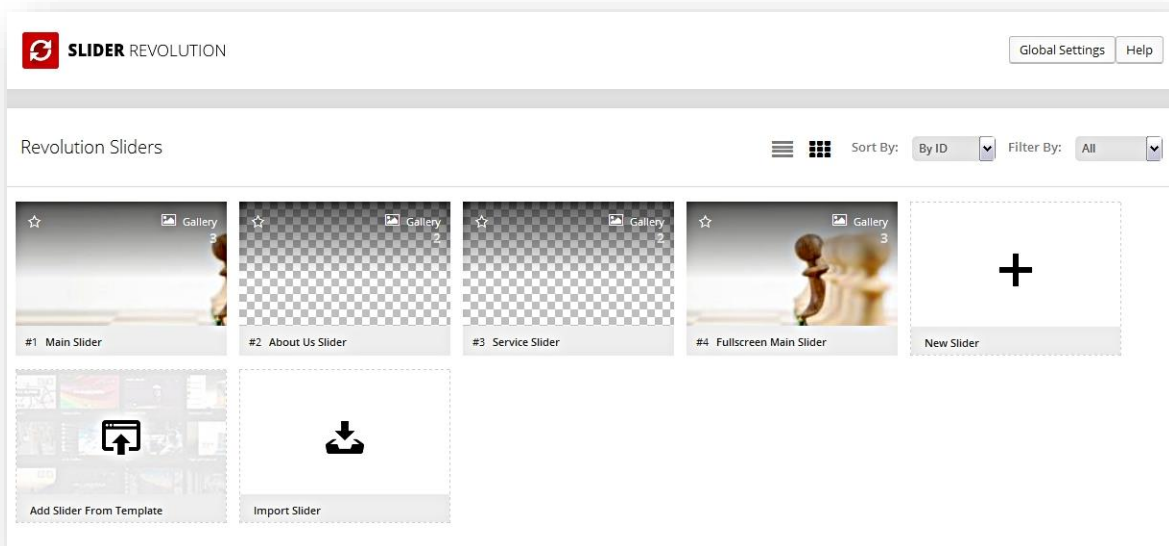 SLIDER REVOLUTION
Global Settings Help
Revolution Sliders
Sort By: By ID Filter By: All
Gallery Gallery Gallery Gallery
3 2 2 3
#1 Main Slider #2 About Us Slider #3 Service Slider #4 Fullscreen Main Slider New Slider
Add Slider From Template Import Slider